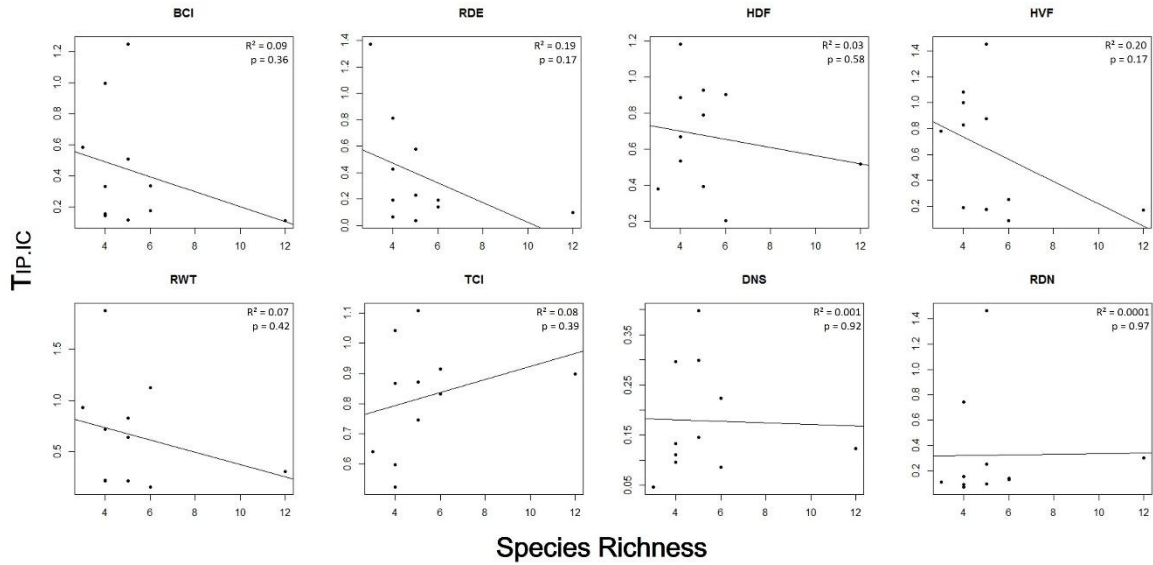 BCI
R² = 0.09
p = 0.36
0.2 0.4 0.6 0.8 1.0 1.2
4 6 8 10 12
RDE
R² = 0.19
p = 0.17
0.0 0.2 0.4 0.6 0.8 1.0 1.2 1.4
4 6 8 10 12
HDF
R² = 0.03
p = 0.58
0.2 0.4 0.6 0.8 1.0 1.2
4 6 8 10 12
HVF
R² = 0.20
p = 0.17
0.2 0.4 0.6 0.8 1.0 1.2 1.4
4 6 8 10 12
TIP.IC
RWT
R² = 0.07
p = 0.42
0.5 1.0 1.5
4 6 8 10 12
TCI
R² = 0.08
p = 0.39
0.6 0.7 0.8 0.9 1.0 1.1
4 6 8 10 12
DNS
R² = 0.001
p = 0.92
0.05 0.15 0.25 0.35
4 6 8 10 12
RDN
R² = 0.0001
p = 0.97
0.2 0.4 0.6 0.8 1.0 1.2 1.4
4 6 8 10 12
Species Richness